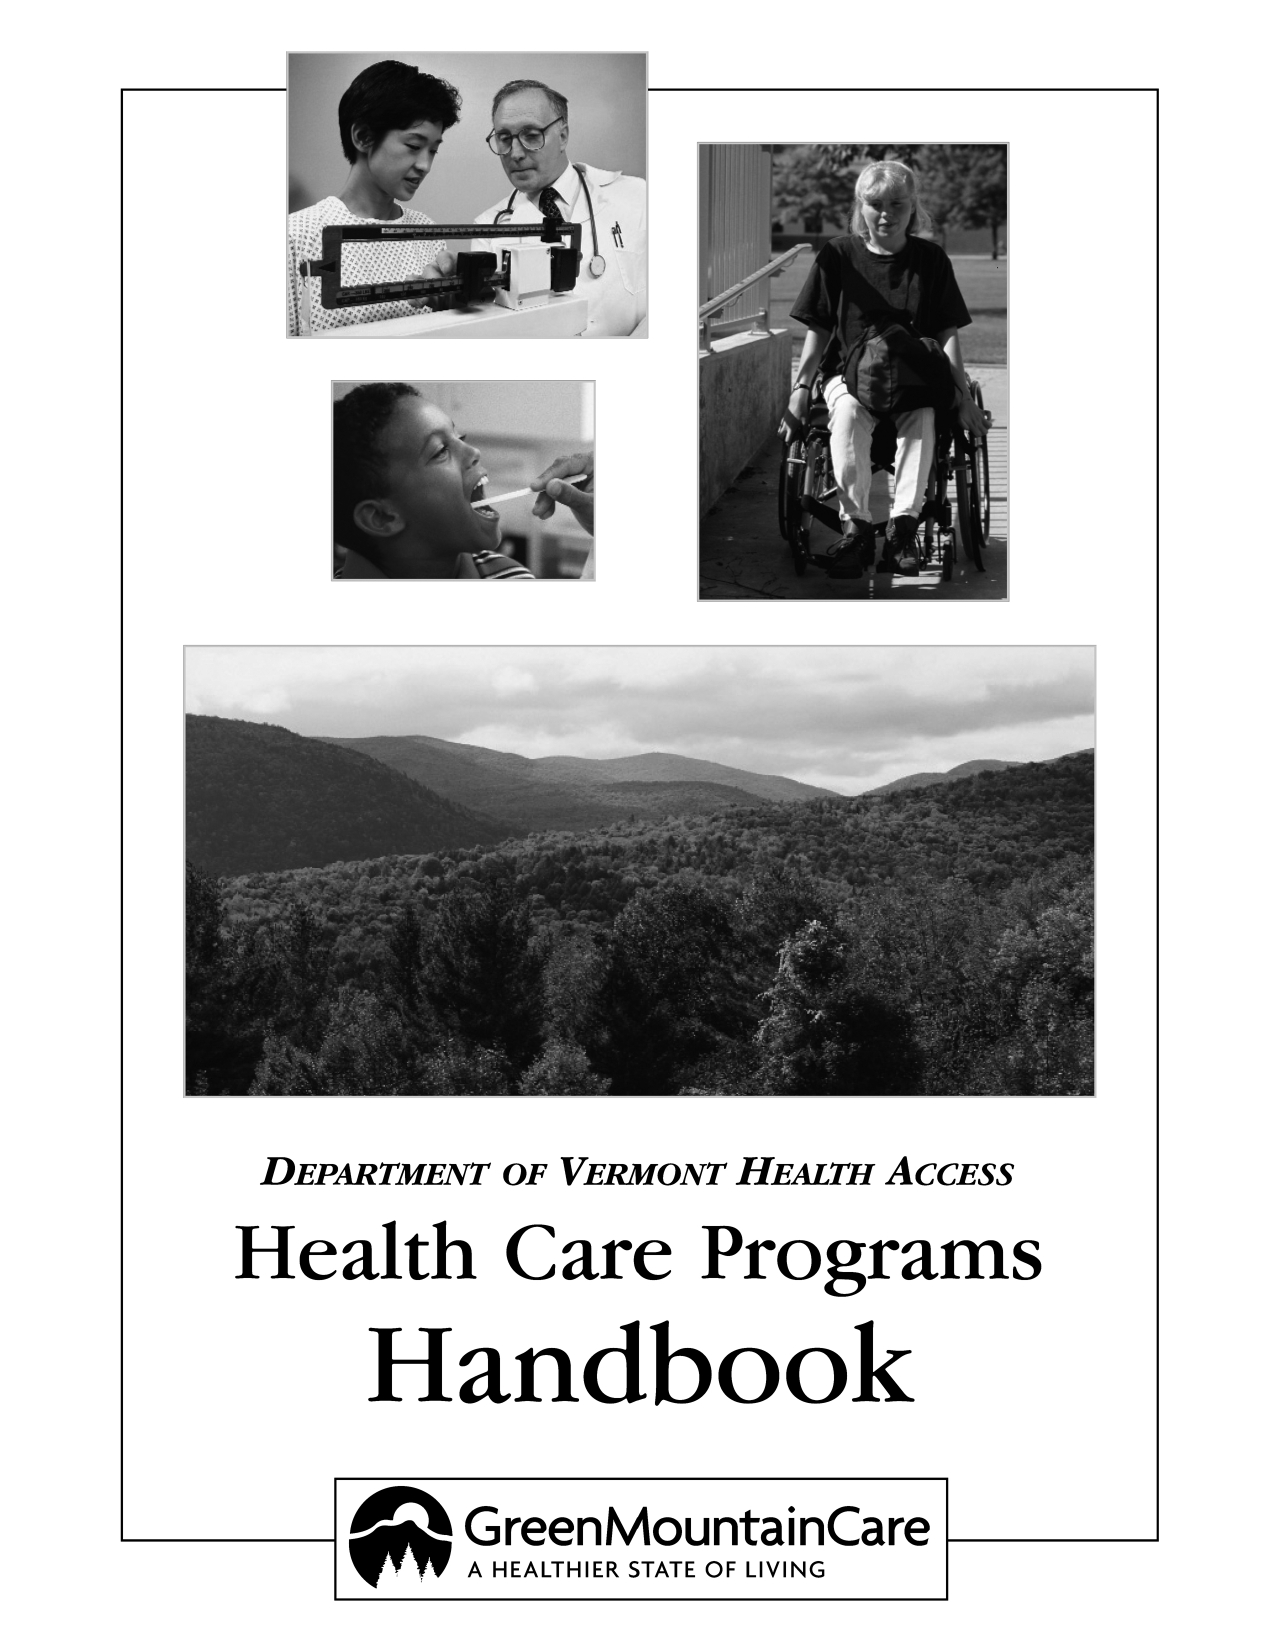 DEPARTMENT OF VERMONT HEALTH ACCESS
Health Care Programs
Handbook
GreenMountainCare
A HEALTHIER STATE OF LIVING